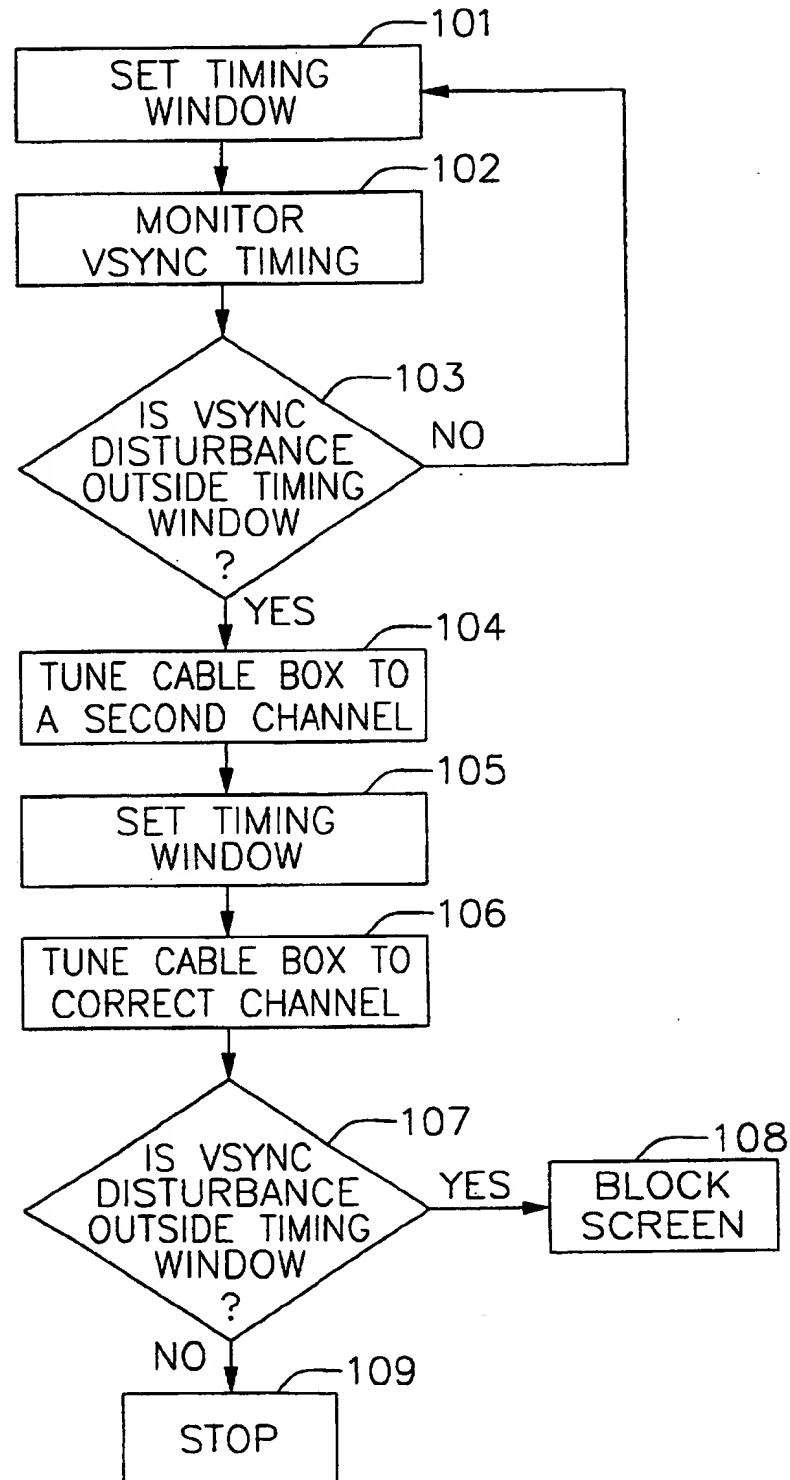 101
SET TIMING
WINDOW
102
MONITOR
VSYNC TIMING
103
IS VSYNC
DISTURBANCE
OUTSIDE TIMING
WINDOW
?
NO
YES
104
TUNE CABLE BOX TO
A SECOND CHANNEL
105
SET TIMING
WINDOW
106
TUNE CABLE BOX TO
CORRECT CHANNEL
107
IS VSYNC
DISTURBANCE
OUTSIDE TIMING
WINDOW
?
YES
108
BLOCK
SCREEN
NO
109
STOP